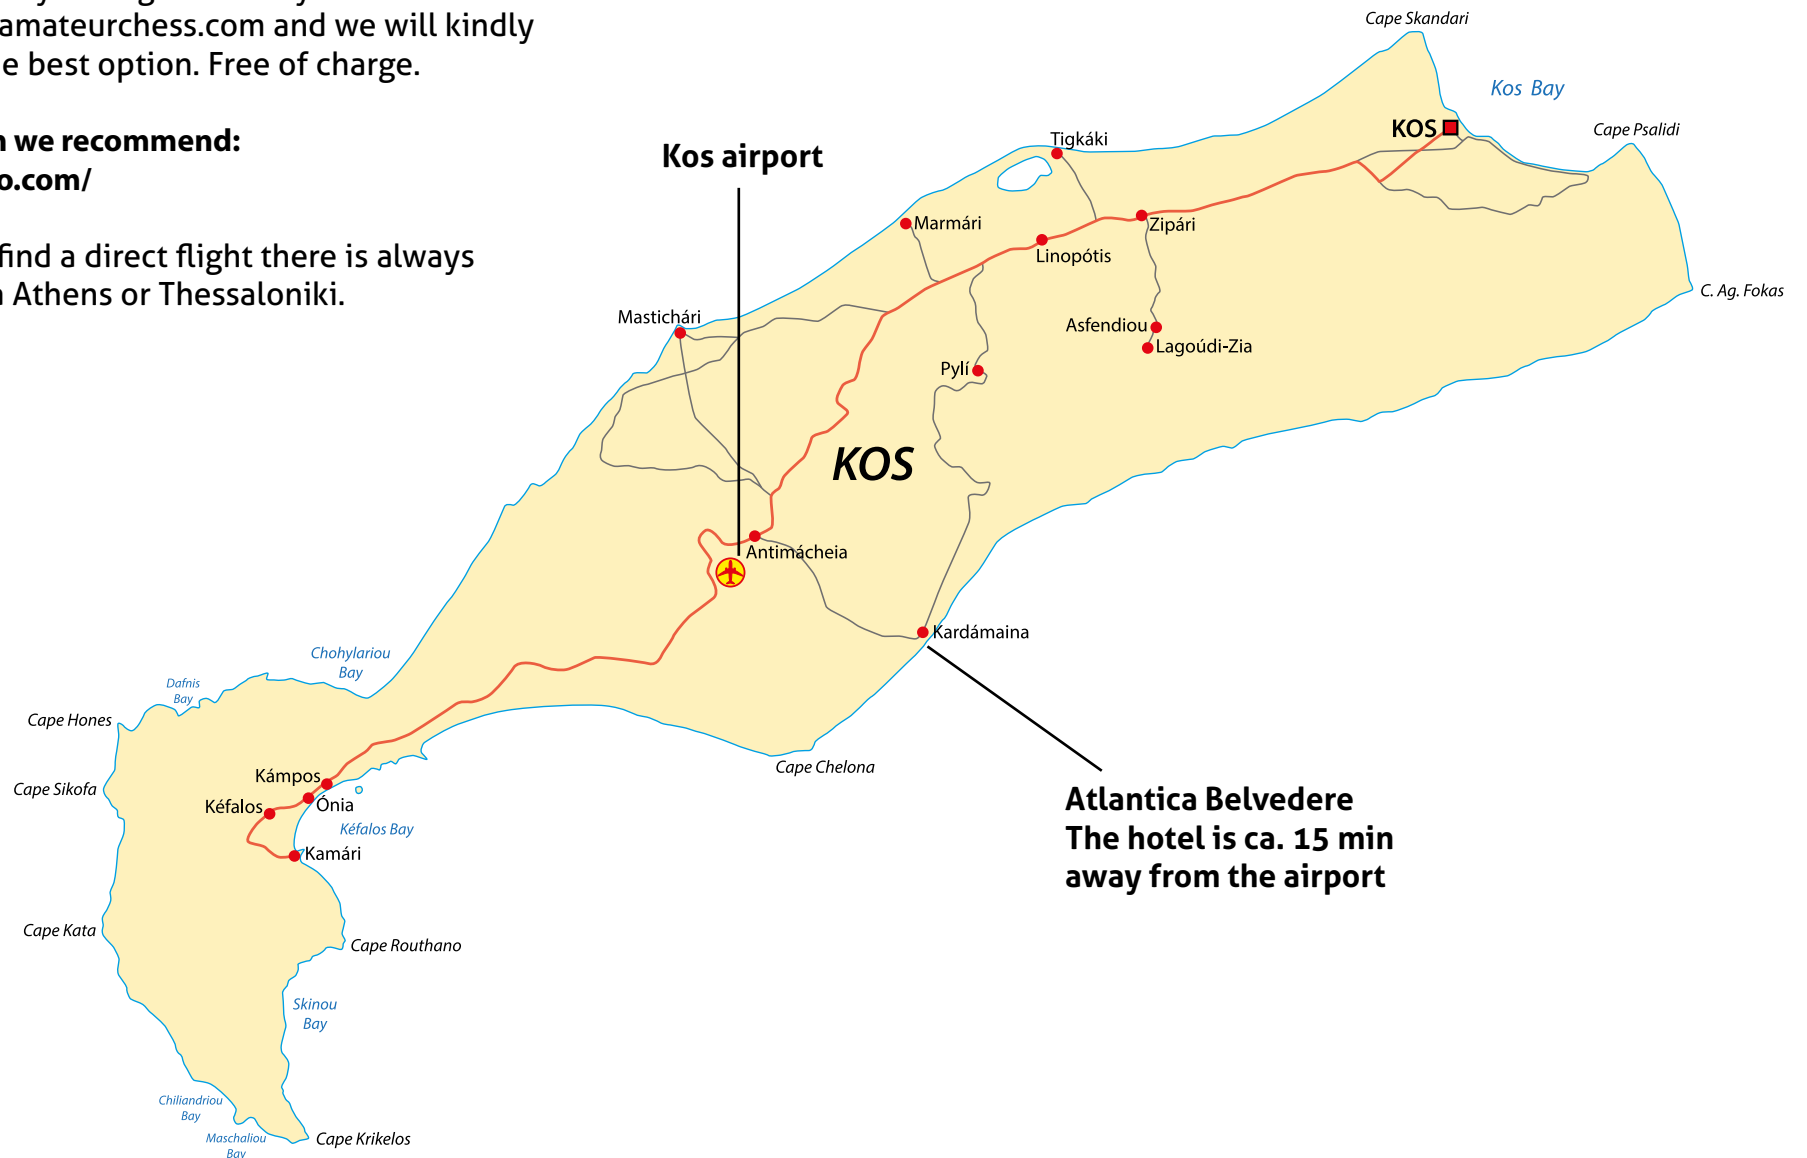 amateurchess.com and we will kindly
e best option. Free of charge.
we recommend:
o.com/
find a direct flight there is always
Athens or Thessaloniki.
Kos airport
Cape Skandari
Kos Bay
KOS
Cape Psalidi
Tigkáki
Marmári
Zipári
Linopótis
C. Ag. Fokas
Mastichári
Asfendiou
Lagoúdi-Zia
Pylí
KOS
Antimácheia
Kardámaina
Chohylariou
Bay
Dafnis
Bay
Cape Hones
Cape Chelona
Kámpos
Cape Sikofa
Kéfalos
Ónia
Kéfalos Bay
Kamári
Atlantica Belvedere
The hotel is ca. 15 min
away from the airport
Cape Kata
Cape Routhano
Skinou
Bay
Chiliandriou
Bay
Maschaliou
Bay
Cape Krikelos